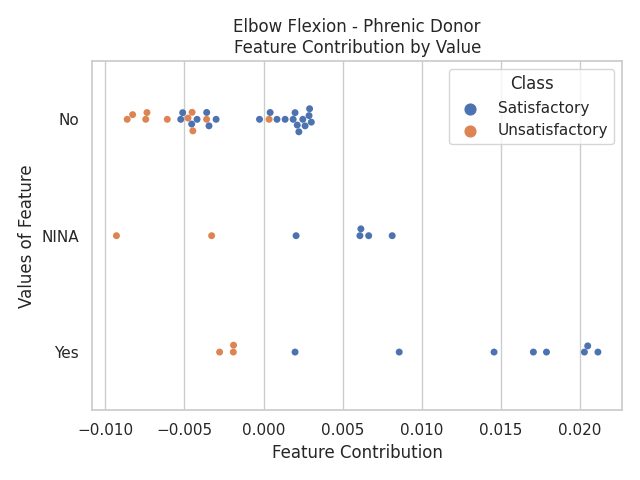 Elbow Flexion - Phrenic Donor
Feature Contribution by Value
Class
Satisfactory
Unsatisfactory
Values of Feature
No
NINA
Yes
−0.010 −0.005 0.000 0.005 0.010 0.015 0.020
Feature Contribution